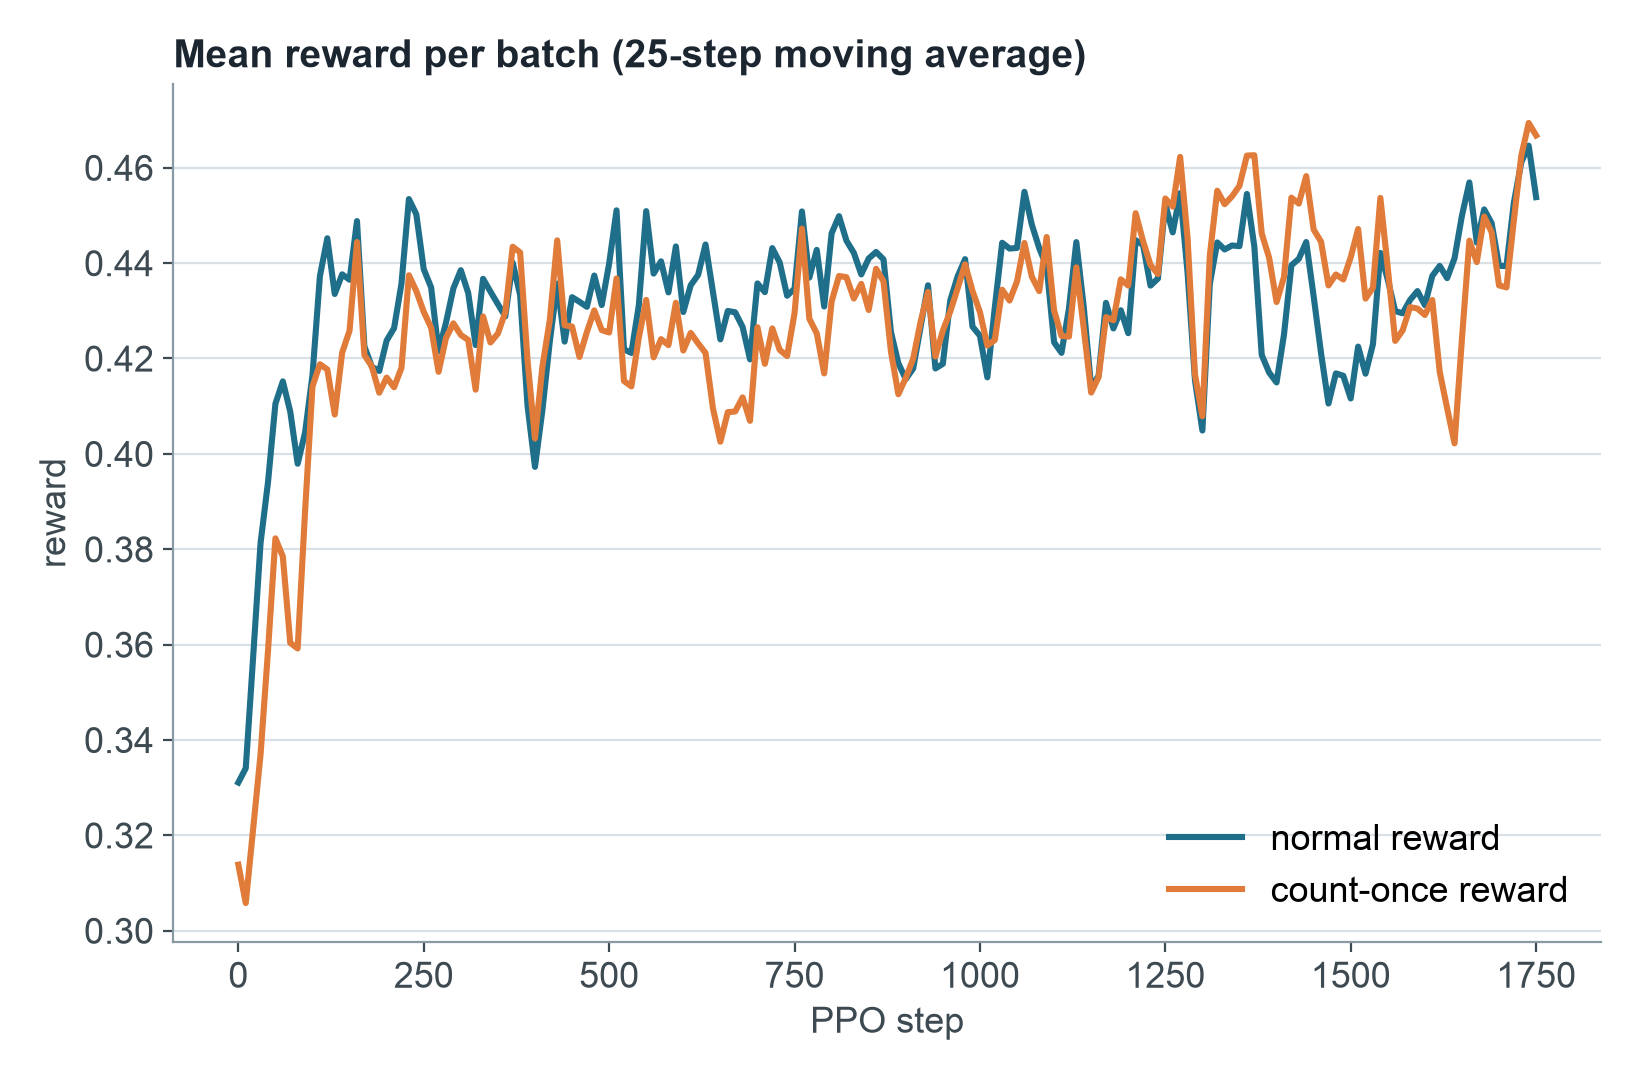 Mean reward per batch (25-step moving average)
reward
0.46
0.44
0.42
0.40
0.38
0.36
0.34
0.32
0.30
normal reward
count-once reward
0 250 500 750 1000 1250 1500 1750
PPO step